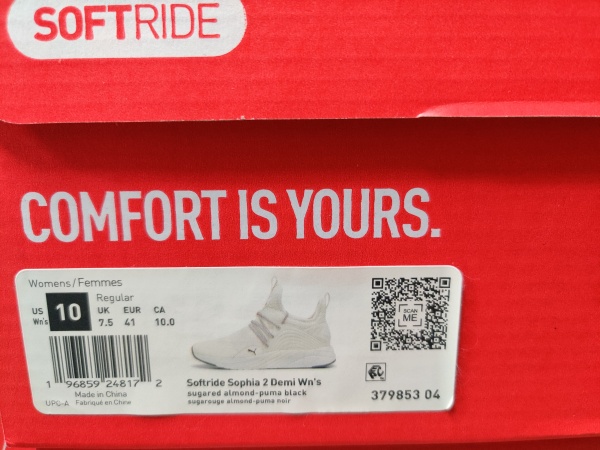 SOFTRIDE
COMFORT IS YOURS.
Womens/Femmes
Regular
US UK EUR CA
Wn's 10 7.5 41 10.0
SCAN
ME
1 96859 24817 2
Made in China
UPC-A Fabriqué en Chine
Softride Sophia 2 Demi Wn's
sugared almond-puma black
sugarouge almond-puma noir
379853 04